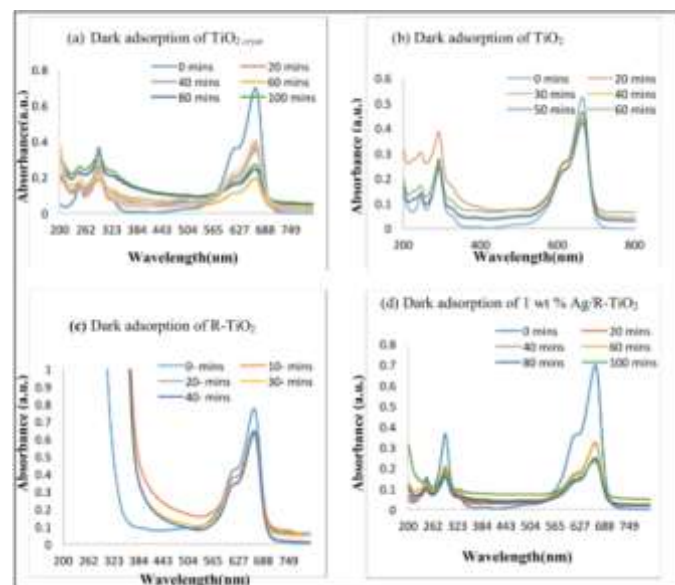 (a) Dark adsorption of TiO2 
0 mins 20 mins
40 mins 60 mins
80 mins 100 mins
Absorbance(a.u.)
0.8
0.6
0.4
0.2
0
200 262 323 384 443 504 565 627 688 749
Wavelength(nm)
(b) Dark adsorption of TiO2
0 mins 20 mins
30 mins 40 mins
50 mins 60 mins
Absorbance (a.u.)
0.6
0.5
0.4
0.3
0.2
0.1
0
200 400 600 800
Wavelength(nm)
(c) Dark adsorption of R-TiO2
0- mins 10- mins
20- mins 30- mins
40- mins
Absorbance (a.u.)
1
0.9
0.8
0.7
0.6
0.5
0.4
0.3
0.2
0.1
0
200 262 323 384 443 504 565 627 688 749
Wavelength(nm)
(d) Dark adsorption of 1 wt % Ag/R-TiO2
0 mins 20 mins
40 mins 60 mins
80 mins 100 mins
Absorbance (a.u.)
0.8
0.7
0.6
0.5
0.4
0.3
0.2
0.1
0
200 262 323 384 443 504 565 627 688 749
Wavelength(nm)